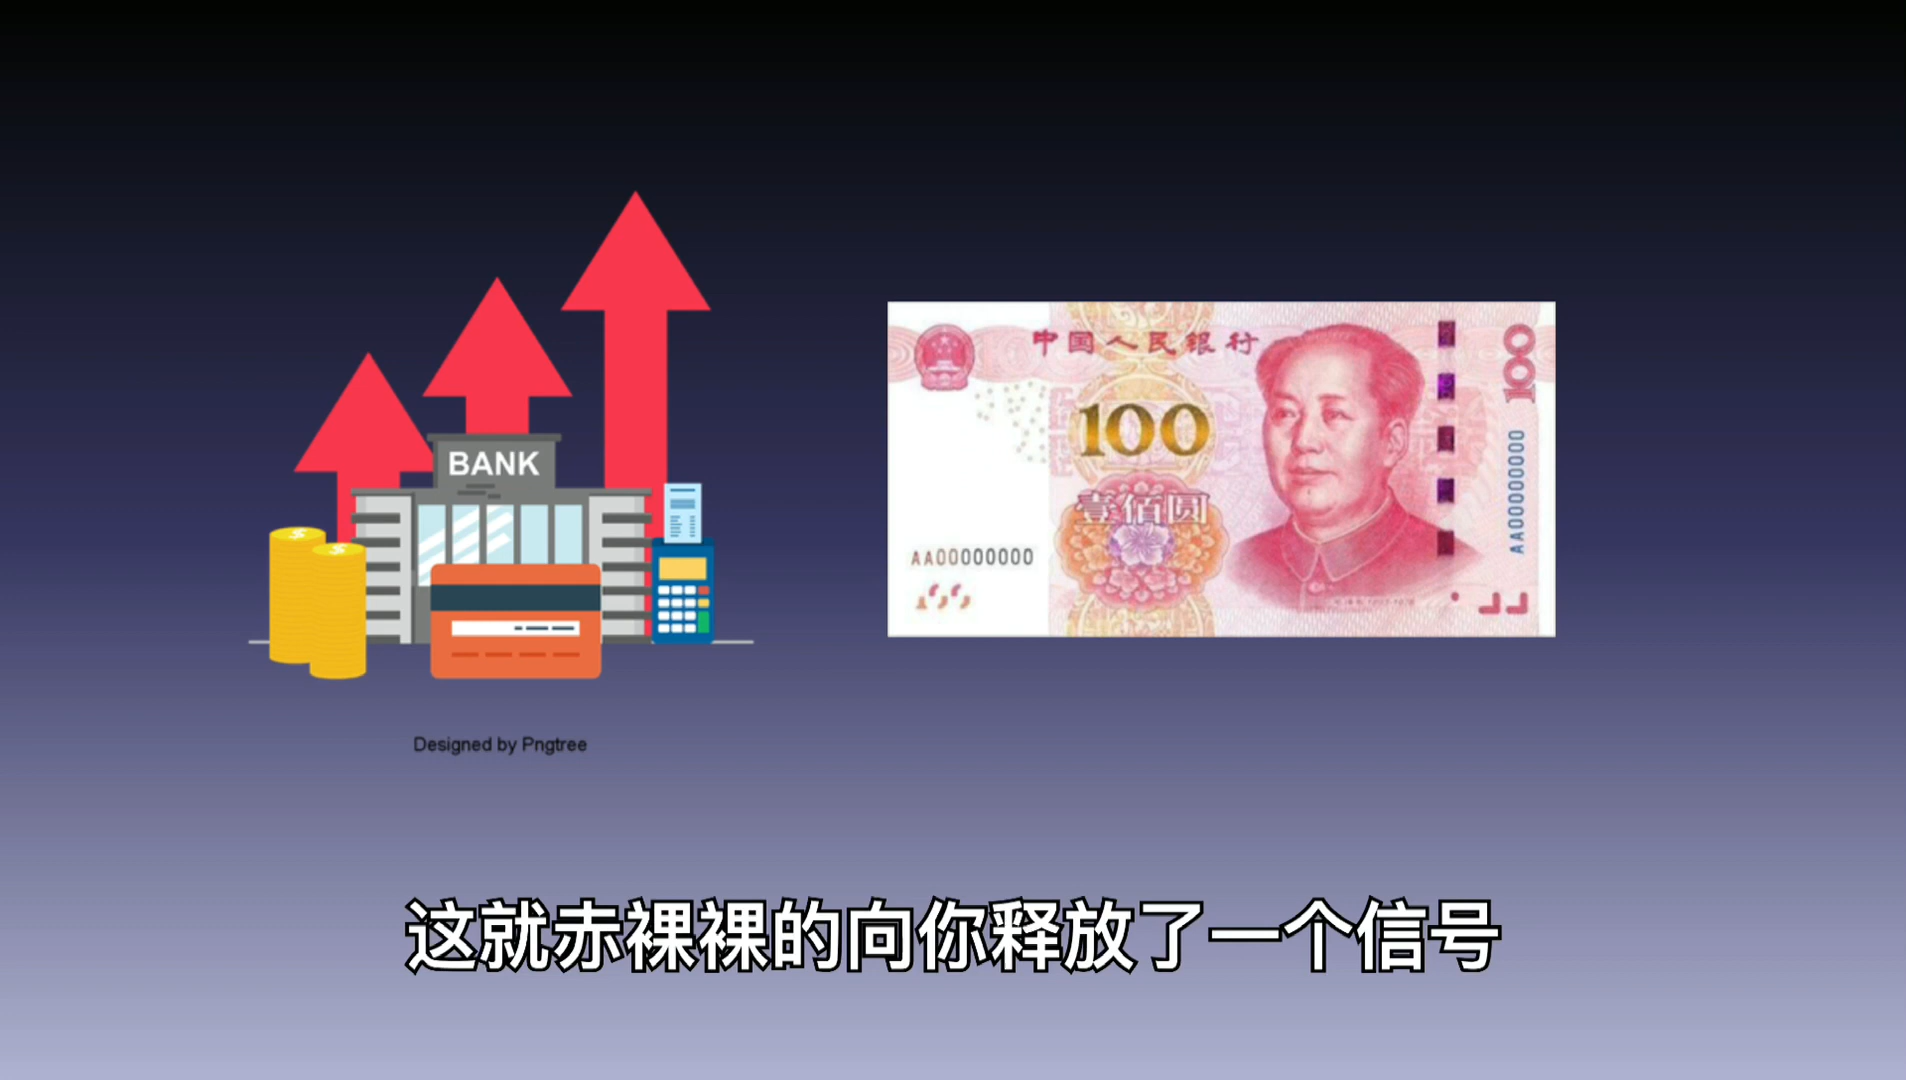 BANK
Designed by Pngtree
中国人民银行
100
壹佰圆
AA00000000
100
AA00000000
这就赤裸裸的向你释放了一个信号